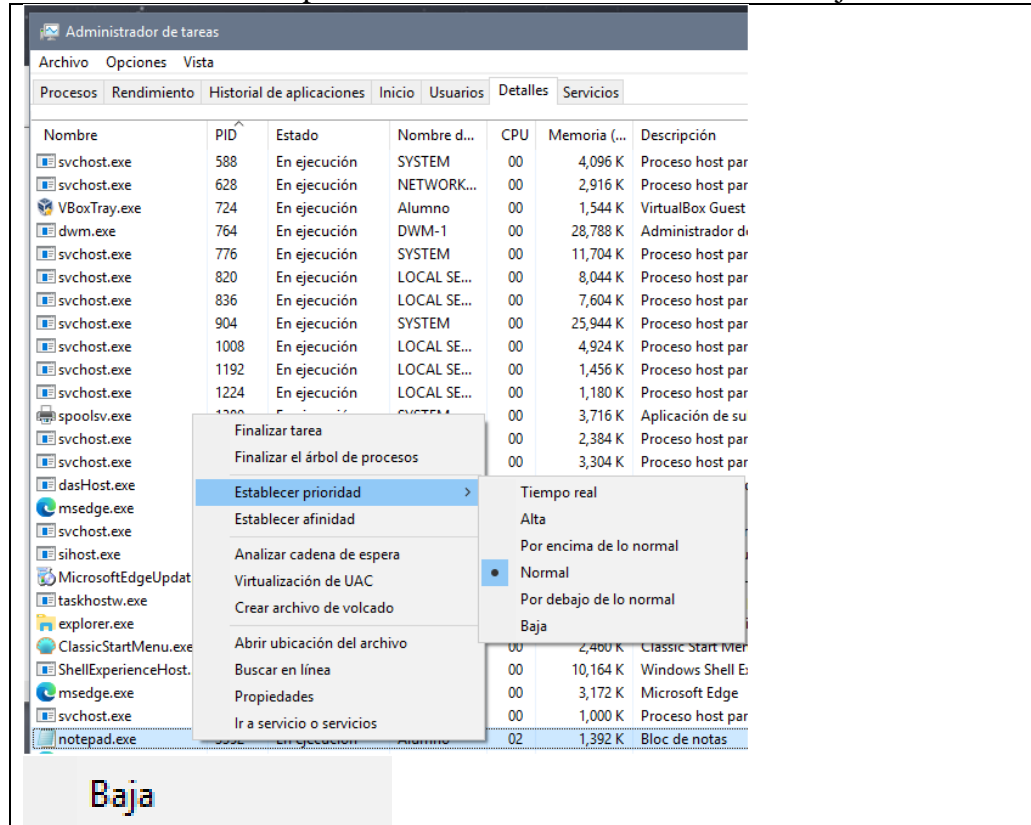 Administrador de tareas
Archivo Opciones Vista
Procesos Rendimiento Historial de aplicaciones Inicio Usuarios Detalles Servicios
Nombre PID Estado Nombre d... CPU Memoria (... Descripción
svchost.exe 588 En ejecución SYSTEM 00 4,096 K Proceso host par
svchost.exe 628 En ejecución NETWORK... 00 2,916 K Proceso host par
VBoxTray.exe 724 En ejecución Alumno 00 1,544 K VirtualBox Guest
dwm.exe 764 En ejecución DWM-1 00 28,788 K Administrador d
svchost.exe 776 En ejecución SYSTEM 00 11,704 K Proceso host par
svchost.exe 820 En ejecución LOCAL SE... 00 8,044 K Proceso host par
svchost.exe 836 En ejecución LOCAL SE... 00 7,604 K Proceso host par
svchost.exe 904 En ejecución SYSTEM 00 25,944 K Proceso host par
svchost.exe 1008 En ejecución LOCAL SE... 00 4,924 K Proceso host par
svchost.exe 1192 En ejecución LOCAL SE... 00 1,456 K Proceso host par
svchost.exe 1224 En ejecución LOCAL SE... 00 1,180 K Proceso host par
spoolsv.exe 3,716 K Aplicación de su
svchost.exe 00 2,384 K Proceso host par
svchost.exe 00 3,304 K Proceso host par
dasHost.exe
msedge.exe
svchost.exe
sihost.exe
MicrosoftEdgeUpdat
taskhostw.exe
explorer.exe
ClassicStartMenu.exe 00 2,460 K Classic Start Men
ShellExperienceHost. 00 10,164 K Windows Shell E
msedge.exe 00 3,172 K Microsoft Edge
svchost.exe 00 1,000 K Proceso host par
notepad.exe En ejecución Alumno 02 1,392 K Bloc de notas
Finalizar tarea
Finalizar el árbol de procesos
Establecer prioridad >
Establecer afinidad
Analizar cadena de espera
Virtualización de UAC
Crear archivo de volcado
Abrir ubicación del archivo
Buscar en línea
Propiedades
Ir a servicio o servicios
Tiempo real
Alta
Por encima de lo normal
Normal
Por debajo de lo normal
Baja
Baja